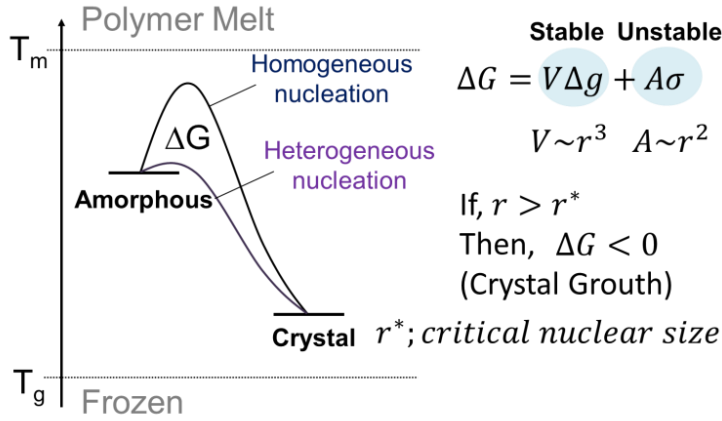 Polymer Melt
Tm
Homogeneous
nucleation
ΔG
Heterogeneous
nucleation
Amorphous
Crystal
Tg
Frozen
Stable Unstable
ΔG = VΔg + Aσ
V~r³ A~r²
If, r > r*
Then, ΔG < 0
(Crystal Grouth)
r*; critical nuclear size